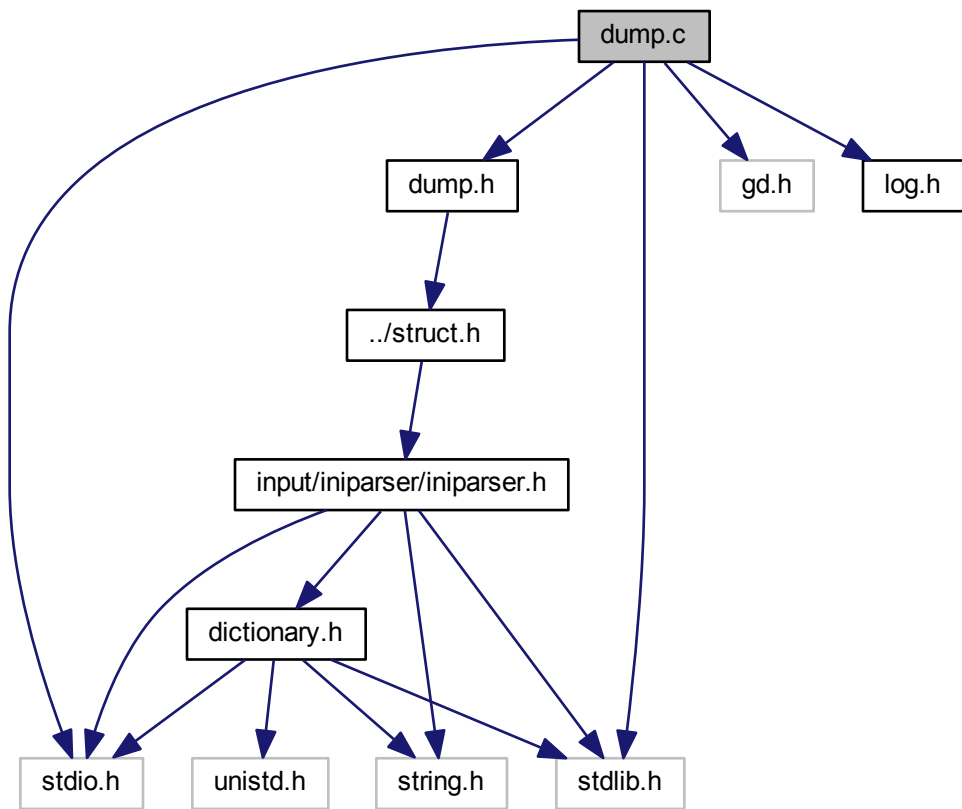 dump.c
dump.h
gd.h
log.h
../struct.h
input/iniparser/iniparser.h
dictionary.h
stdio.h
unistd.h
string.h
stdlib.h